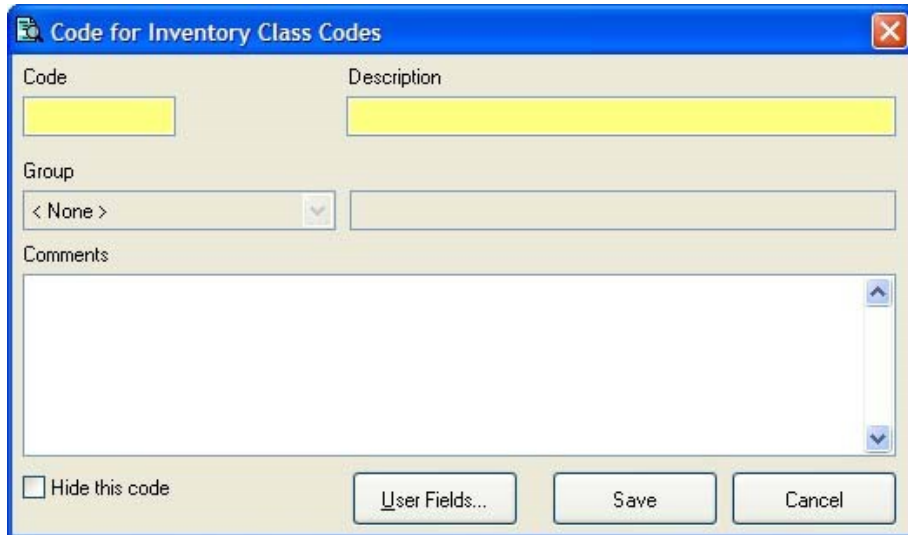 Code for Inventory Class Codes
Code Description
Group
< None >
Comments
Hide this code User Fields... Save Cancel